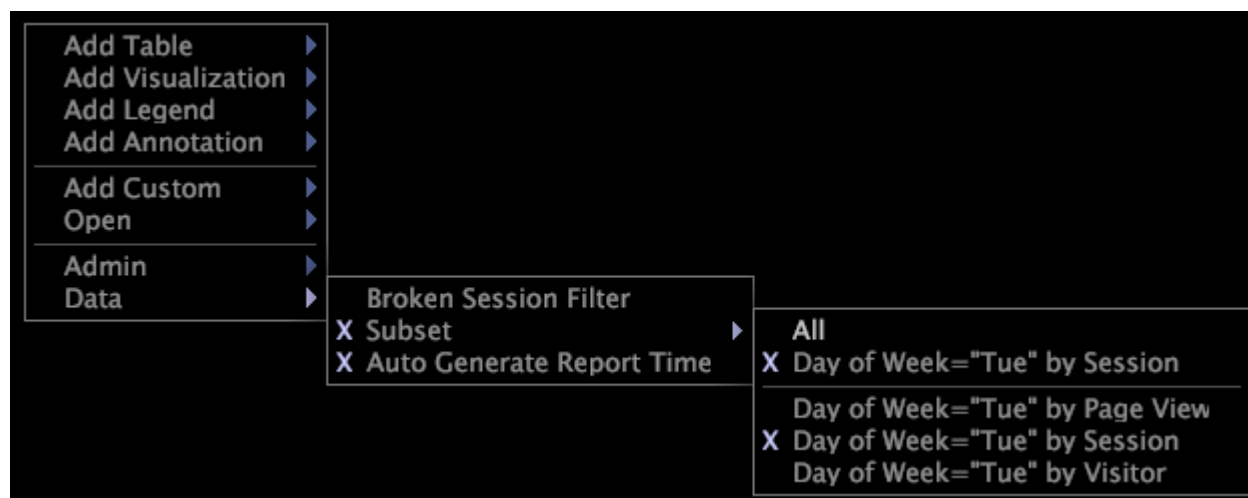 Add Table
Add Visualization
Add Legend
Add Annotation
Add Custom
Open
Admin
Data
Broken Session Filter
X Subset
X Auto Generate Report Time
All
X Day of Week="Tue" by Session
Day of Week="Tue" by Page View
X Day of Week="Tue" by Session
Day of Week="Tue" by Visitor